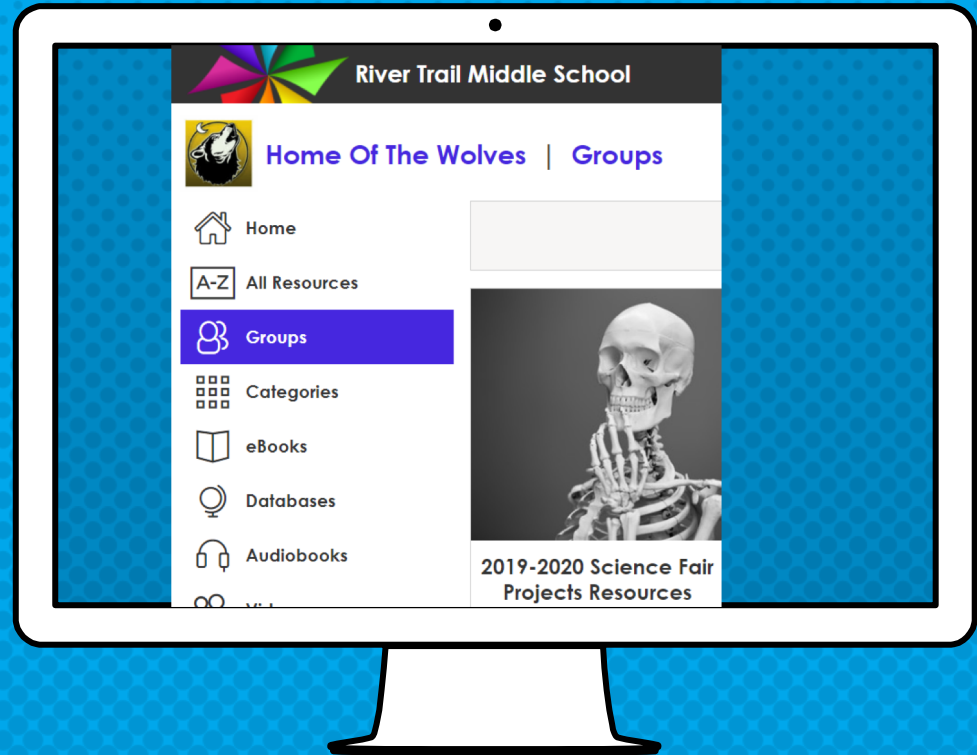 River Trail Middle School
Home Of The Wolves | Groups
Home
A-Z All Resources
Groups
Categories
eBooks
Databases
Audiobooks
2019-2020 Science Fair
Projects Resources